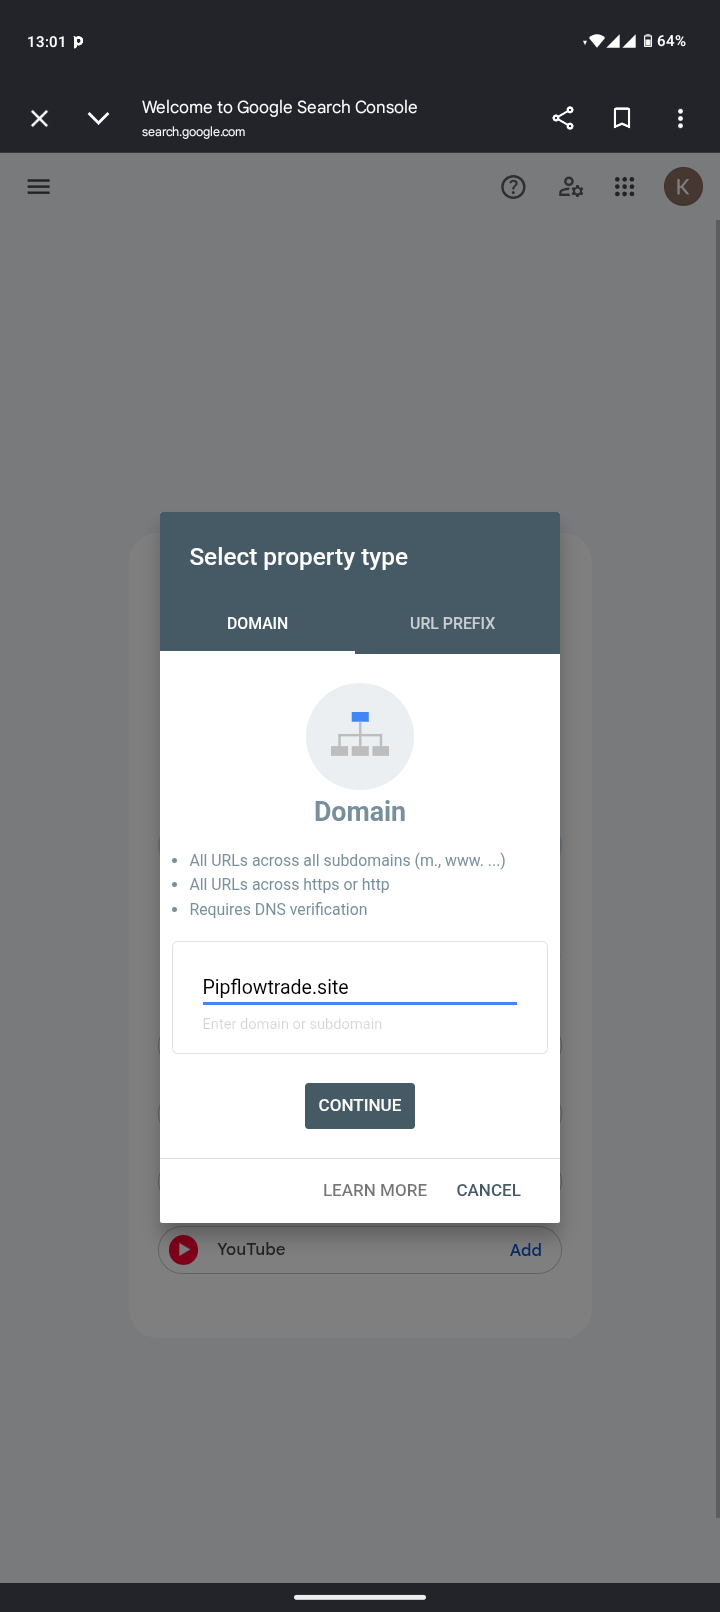 13:01
64%
Welcome to Google Search Console
search.google.com
K
Select property type
DOMAIN
URL PREFIX
Domain
All URLs across all subdomains (m., www. ...)
All URLs across https or http
Requires DNS verification
Pipflowtrade.site
Enter domain or subdomain
CONTINUE
LEARN MORE
CANCEL
YouTube
Add